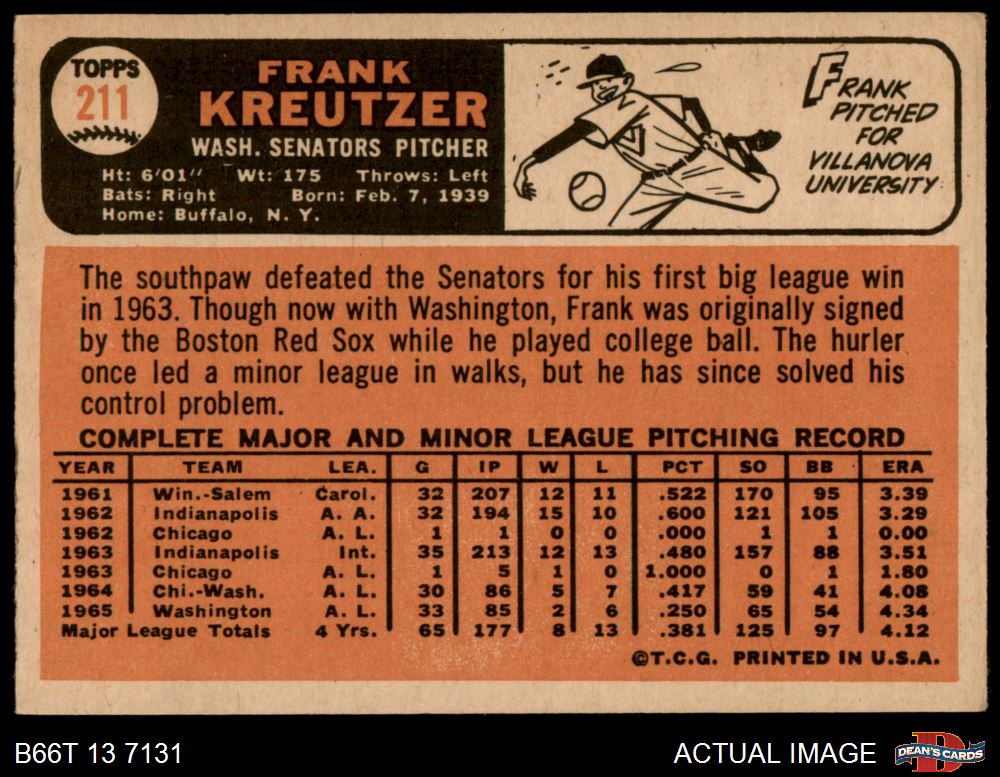 TOPPS
211
FRANK
KREUTZER
WASH. SENATORS PITCHER
Ht: 6'01" Wt: 175 Throws: Left
Bats: Right Born: Feb. 7, 1939
Home: Buffalo, N. Y.
FRANK
PITCHED
FOR
VILLANOVA
UNIVERSITY
The southpaw defeated the Senators for his first big league win
in 1963. Though now with Washington, Frank was originally signed
by the Boston Red Sox while he played college ball. The hurler
once led a minor league in walks, but he has since solved his
control problem.
COMPLETE MAJOR AND MINOR LEAGUE PITCHING RECORD
YEAR TEAM LEA. G IP W L PCT SO BB ERA
1961 Win.-Salem Carol. 32 207 12 11 .522 170 95 3.39
1962 Indianapolis A. A. 32 194 15 10 .600 121 105 3.29
1962 Chicago A. L. 1 1 0 0 .000 1 1 0.00
1963 Indianapolis Int. 35 213 12 13 .480 157 88 3.51
1963 Chicago A. L. 1 5 1 0 1.000 0 1 1.80
1964 Chi.-Wash. A. L. 30 86 5 7 .417 59 41 4.08
1965 Washington A. L. 33 85 2 6 .250 65 54 4.34
Major League Totals 4 Yrs. 65 177 8 13 .381 125 97 4.12
©T.C.G. PRINTED IN U.S.A.
B66T 13 7131
ACTUAL IMAGE
DEAN'S CARDS